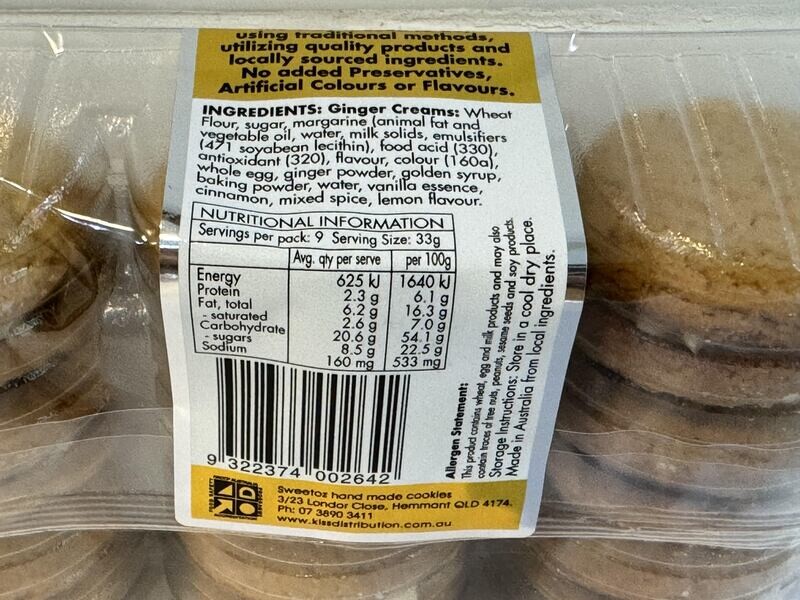 using traditional methods,
utilizing quality products and
locally sourced ingredients.
No added Preservatives,
Artificial Colours or Flavours.
INGREDIENTS: Ginger Creams: Wheat
Flour, sugar, margarine (animal fat and
vegetable oil, water, milk solids, emulsifiers
(471 soyabean lecithin), food acid (330),
antioxidant (320), flavour, colour (160a),
whole egg, ginger powder, golden syrup,
baking powder, water, vanilla essence,
cinnamon, mixed spice, lemon flavour.
NUTRITIONAL INFORMATION
Servings per pack: 9 Serving Size: 33g
Avg. qty per serve per 100g
Energy 625 kJ 1640 kJ
Protein 2.3 g 6.1 g
Fat, total 6.2 g 16.3 g
- saturated 2.6 g 7.0 g
Carbohydrate 20.6 g 54.1 g
- sugars 8.5 g 22.5 g
Sodium 160 mg 533 mg
9 322374 002642
Allergen Statement:
This product contains wheat, egg and milk products and may also
contain traces of tree nuts, peanuts, sesame seeds and soy products.
Storage Instructions: Store in a cool dry place.
Made in Australia from local ingredients.
Sweetoz hand made cookies
3/23 Londor Close, Hemmant QLD 4174.
Ph: 07 3890 3411
www.kissdistribution.com.au